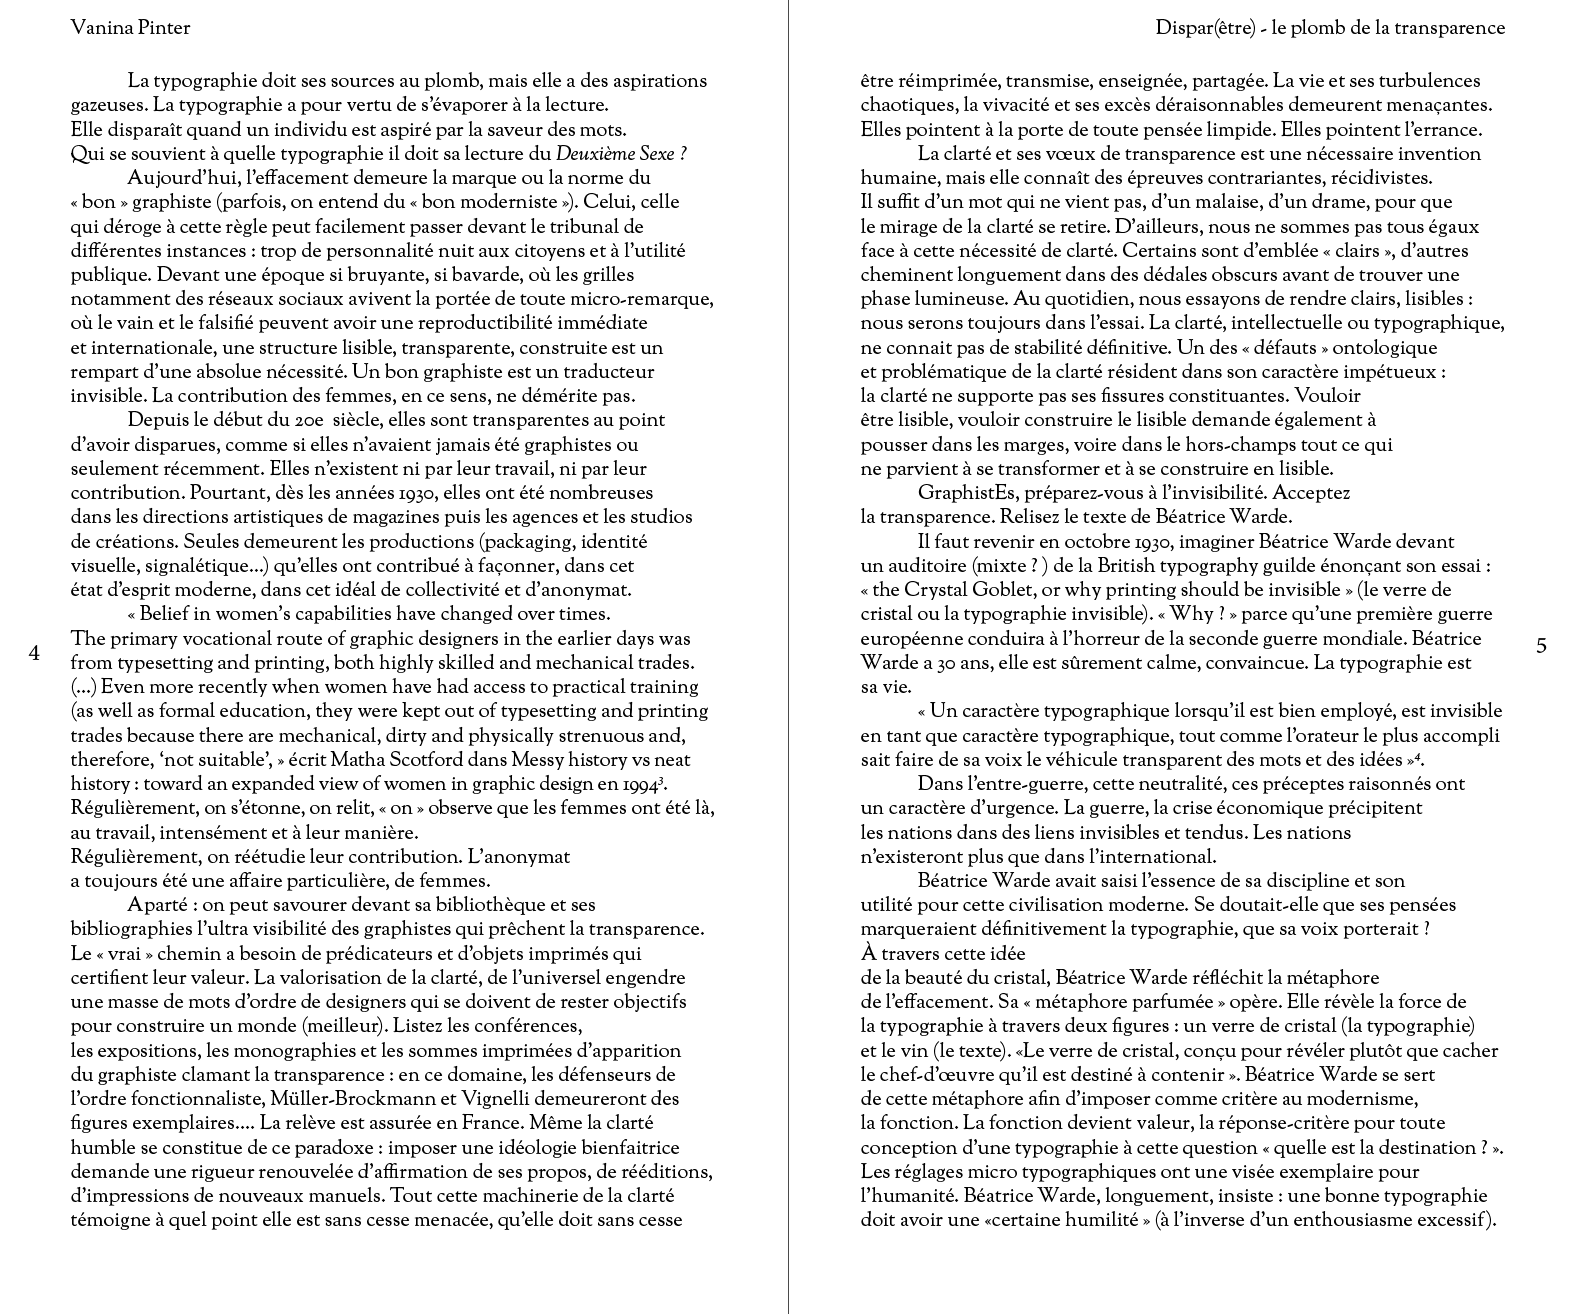 Vanina Pinter
La typographie doit ses sources au plomb, mais elle a des aspirations
gazeuses. La typographie a pour vertu de s’évaporer à la lecture.
Elle disparaît quand un individu est aspiré par la saveur des mots.
Qui se souvient à quelle typographie il doit sa lecture du Deuxième Sexe ?
Aujourd’hui, l’effacement demeure la marque ou la norme du
« bon » graphiste (parfois, on entend du « bon moderniste »). Celui, celle
qui déroge à cette règle peut facilement passer devant le tribunal de
différentes instances : trop de personnalité nuit aux citoyens et à l’utilité
publique. Devant une époque si bruyante, si bavarde, où les grilles
notamment des réseaux sociaux avivent la portée de toute micro-remarque,
où le vain et le falsifié peuvent avoir une reproductibilité immédiate
et internationale, une structure lisible, transparente, construite est un
rempart d’une absolue nécessité. Un bon graphiste est un traducteur
invisible. La contribution des femmes, en ce sens, ne démérite pas.
Depuis le début du 20e siècle, elles sont transparentes au point
d’avoir disparues, comme si elles n’avaient jamais été graphistes ou
seulement récemment. Elles n’existent ni par leur travail, ni par leur
contribution. Pourtant, dès les années 1930, elles ont été nombreuses
dans les directions artistiques de magazines puis les agences et les studios
de créations. Seules demeurent les productions (packaging, identité
visuelle, signalétique…) qu’elles ont contribué à façonner, dans cet
état d’esprit moderne, dans cet idéal de collectivité et d’anonymat.
« Belief in women’s capabilities have changed over times.
The primary vocational route of graphic designers in the earlier days was
from typesetting and printing, both highly skilled and mechanical trades.
(…) Even more recently when women have had access to practical training
(as well as formal education, they were kept out of typesetting and printing
trades because there are mechanical, dirty and physically strenuous and,
therefore, ‘not suitable’, » écrit Matha Scotford dans Messy history vs neat
history : toward an expanded view of women in graphic design en 1994³.
Régulièrement, on s’étonne, on relit, « on » observe que les femmes ont été là,
au travail, intensément et à leur manière.
Régulièrement, on réétudie leur contribution. L’anonymat
a toujours été une affaire particulière, de femmes.
Aparté : on peut savourer devant sa bibliothèque et ses
bibliographies l’ultra visibilité des graphistes qui prêchent la transparence.
Le « vrai » chemin a besoin de prédicateurs et d’objets imprimés qui
certifient leur valeur. La valorisation de la clarté, de l’universel engendre
une masse de mots d’ordre de designers qui se doivent de rester objectifs
pour construire un monde (meilleur). Listez les conférences,
les expositions, les monographies et les sommes imprimées d’apparition
du graphiste clamant la transparence : en ce domaine, les défenseurs de
l’ordre fonctionnaliste, Müller-Brockmann et Vignelli demeureront des
figures exemplaires.... La relève est assurée en France. Même la clarté
humble se constitue de ce paradoxe : imposer une idéologie bienfaitrice
demande une rigueur renouvelée d’affirmation de ses propos, de rééditions,
d’impressions de nouveaux manuels. Tout cette machinerie de la clarté
témoigne à quel point elle est sans cesse menacée, qu’elle doit sans cesse
4
Dispar(être) - le plomb de la transparence
être réimprimée, transmise, enseignée, partagée. La vie et ses turbulences
chaotiques, la vivacité et ses excès déraisonnables demeurent menaçantes.
Elles pointent à la porte de toute pensée limpide. Elles pointent l’errance.
La clarté et ses vœux de transparence est une nécessaire invention
humaine, mais elle connaît des épreuves contrariantes, récidivistes.
Il suffit d’un mot qui ne vient pas, d’un malaise, d’un drame, pour que
le mirage de la clarté se retire. D’ailleurs, nous ne sommes pas tous égaux
face à cette nécessité de clarté. Certains sont d’emblée « clairs », d’autres
cheminent longuement dans des dédales obscurs avant de trouver une
phase lumineuse. Au quotidien, nous essayons de rendre clairs, lisibles :
nous serons toujours dans l’essai. La clarté, intellectuelle ou typographique,
ne connait pas de stabilité définitive. Un des « défauts » ontologique
et problématique de la clarté résident dans son caractère impétueux :
la clarté ne supporte pas ses fissures constituantes. Vouloir
être lisible, vouloir construire le lisible demande également à
pousser dans les marges, voire dans le hors-champs tout ce qui
ne parvient à se transformer et à se construire en lisible.
GraphistEs, préparez-vous à l’invisibilité. Acceptez
la transparence. Relisez le texte de Béatrice Warde.
Il faut revenir en octobre 1930, imaginer Béatrice Warde devant
un auditoire (mixte ? ) de la British typography guilde énonçant son essai :
« the Crystal Goblet, or why printing should be invisible » (le verre de
cristal ou la typographie invisible). « Why ? » parce qu’une première guerre
européenne conduira à l’horreur de la seconde guerre mondiale. Béatrice
Warde a 30 ans, elle est sûrement calme, convaincue. La typographie est
sa vie.
« Un caractère typographique lorsqu’il est bien employé, est invisible
en tant que caractère typographique, tout comme l’orateur le plus accompli
sait faire de sa voix le véhicule transparent des mots et des idées »⁴.
Dans l’entre-guerre, cette neutralité, ces préceptes raisonnés ont
un caractère d’urgence. La guerre, la crise économique précipitent
les nations dans des liens invisibles et tendus. Les nations
n’existeront plus que dans l’international.
Béatrice Warde avait saisi l’essence de sa discipline et son
utilité pour cette civilisation moderne. Se doutait-elle que ses pensées
marqueraient définitivement la typographie, que sa voix porterait ?
À travers cette idée
de la beauté du cristal, Béatrice Warde réfléchit la métaphore
de l’effacement. Sa « métaphore parfumée » opère. Elle révèle la force de
la typographie à travers deux figures : un verre de cristal (la typographie)
et le vin (le texte). «Le verre de cristal, conçu pour révéler plutôt que cacher
le chef-d’œuvre qu’il est destiné à contenir ». Béatrice Warde se sert
de cette métaphore afin d’imposer comme critère au modernisme,
la fonction. La fonction devient valeur, la réponse-critère pour toute
conception d’une typographie à cette question « quelle est la destination ? ».
Les réglages micro typographiques ont une visée exemplaire pour
l’humanité. Béatrice Warde, longuement, insiste : une bonne typographie
doit avoir une «certaine humilité » (à l’inverse d’un enthousiasme excessif).
5